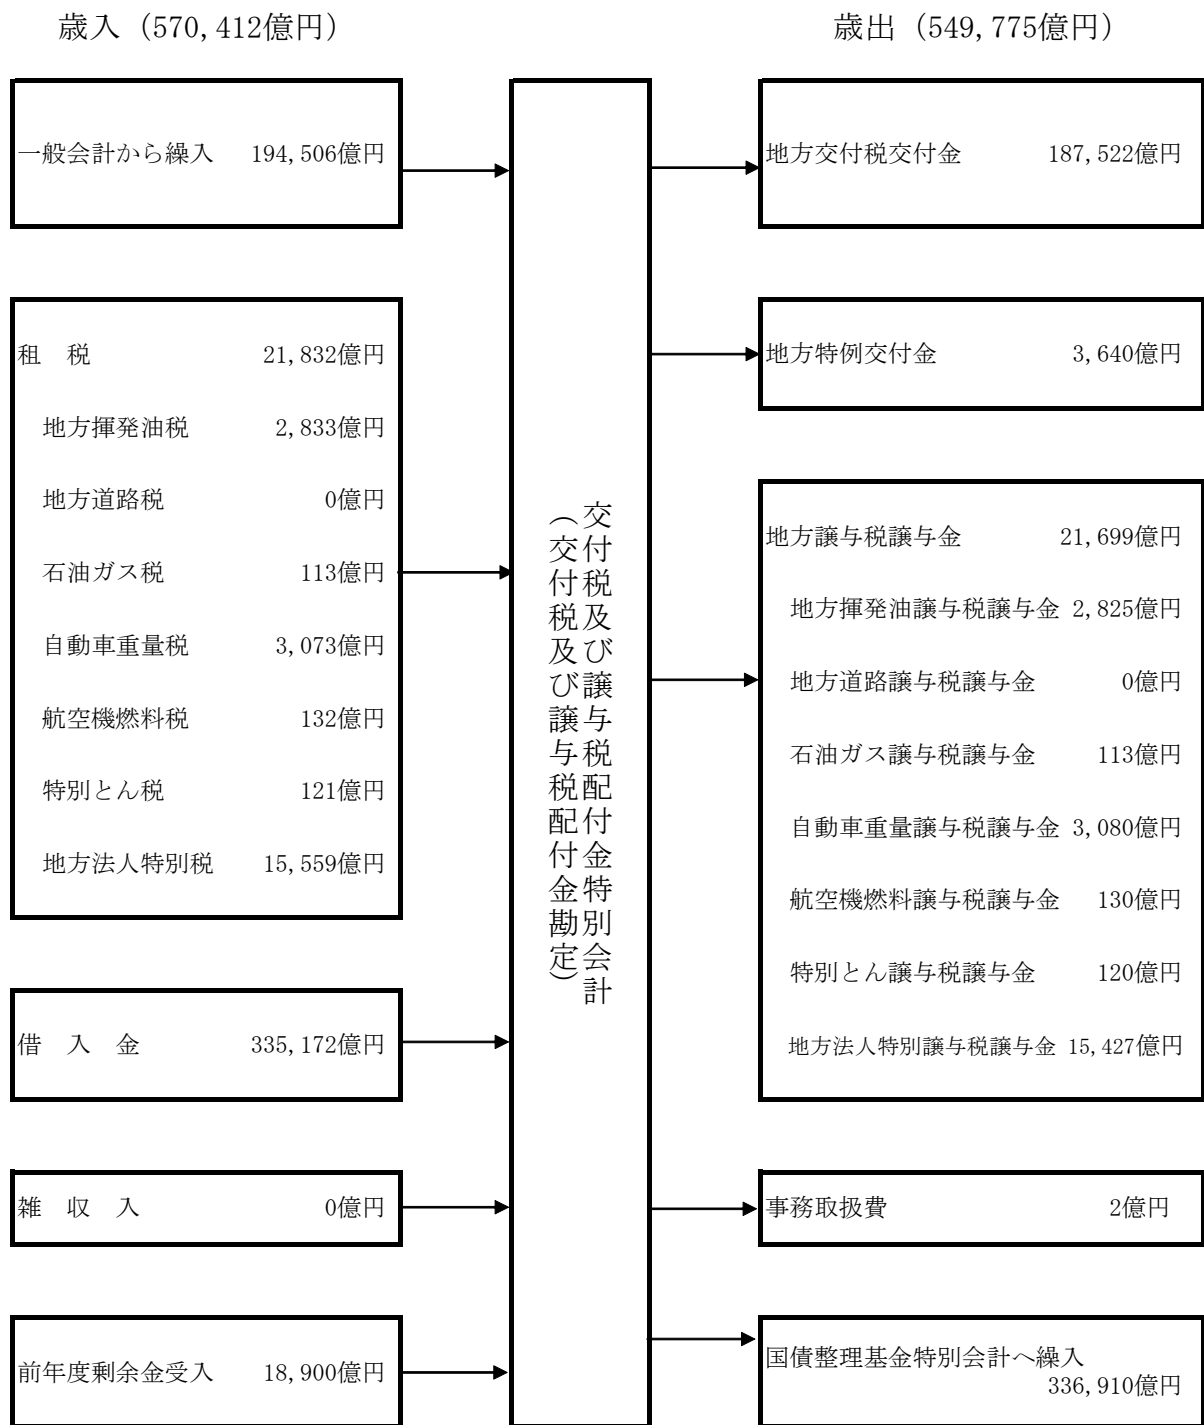 歳入（570,412億円）
一般会計から繰入 194,506億円
租　税 21,832億円
地方揮発油税 2,833億円
地方道路税 0億円
石油ガス税 113億円
自動車重量税 3,073億円
航空機燃料税 132億円
特別とん税 121億円
地方法人特別税 15,559億円
借　入　金 335,172億円
雑　収　入 0億円
前年度剰余金受入 18,900億円
交付税及び譲与税配付金特別会計
（交付税及び譲与税配付金勘定）
歳出（549,775億円）
地方交付税交付金 187,522億円
地方特例交付金 3,640億円
地方譲与税譲与金 21,699億円
地方揮発油譲与税譲与金 2,825億円
地方道路譲与税譲与金 0億円
石油ガス譲与税譲与金 113億円
自動車重量譲与税譲与金 3,080億円
航空機燃料譲与税譲与金 130億円
特別とん譲与税譲与金 120億円
地方法人特別譲与税譲与金 15,427億円
事務取扱費 2億円
国債整理基金特別会計へ繰入
336,910億円